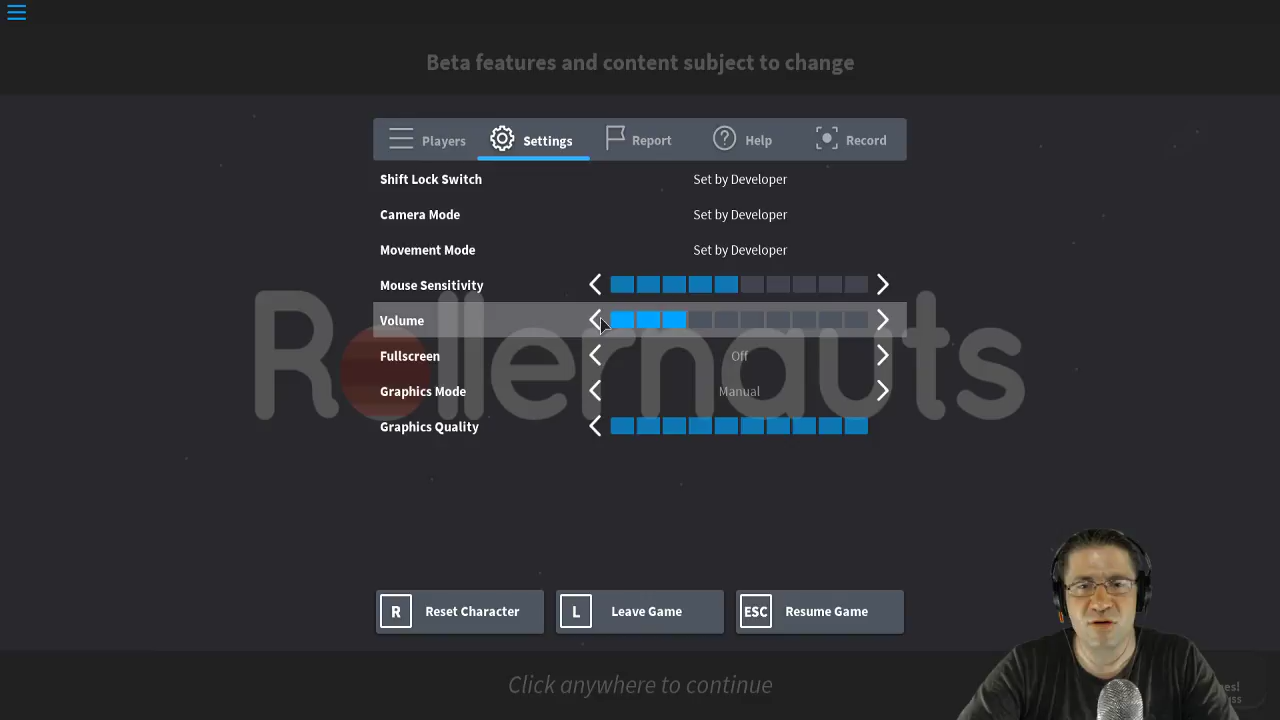 Beta features and content subject to change
Players
Settings
Report
Help
Record
Shift Lock Switch
Set by Developer
Camera Mode
Set by Developer
Movement Mode
Set by Developer
Mouse Sensitivity
Volume
Rollernauts
Fullscreen
Off
Graphics Mode
Manual
Graphics Quality
R
Reset Character
L
Leave Game
ESC
Resume Game
Click anywhere to continue